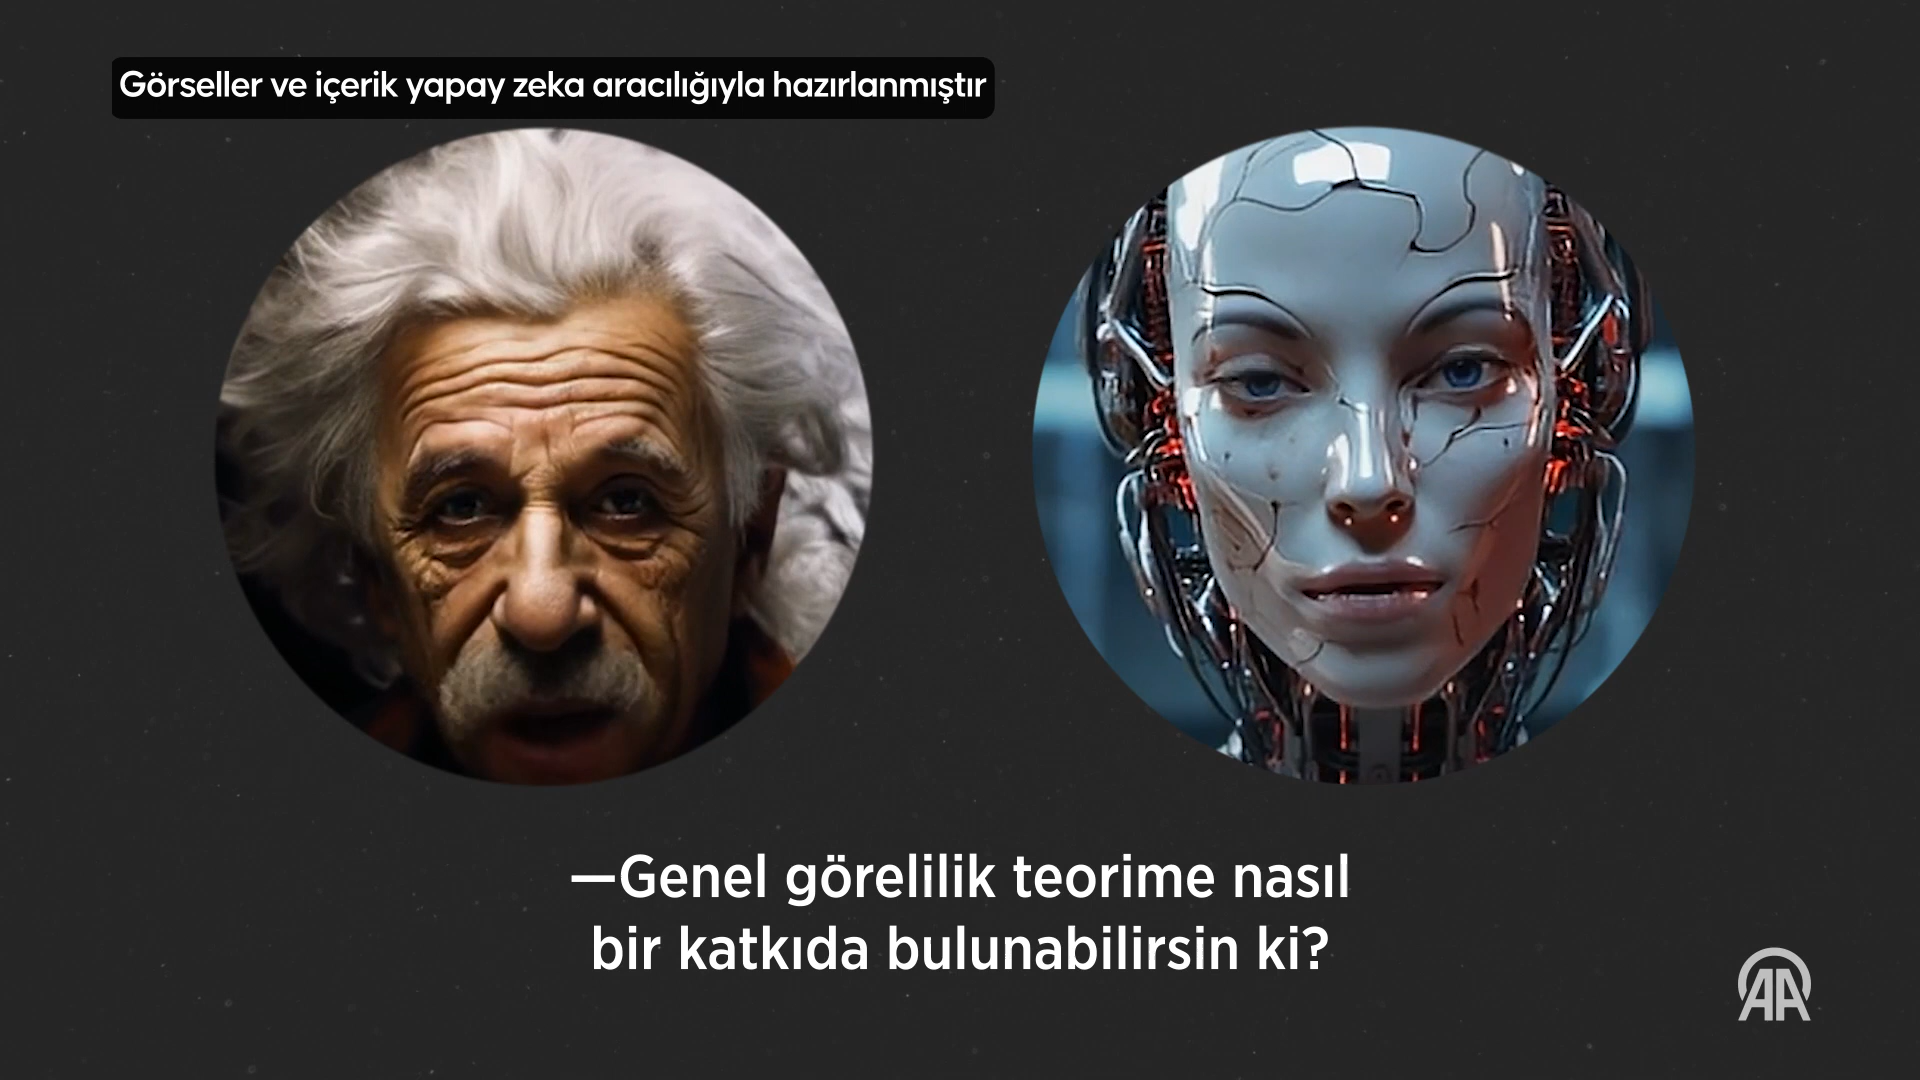 Görseller ve içerik yapay zeka aracılığıyla hazırlanmıştır
—Genel görelilik teorime nasıl
bir katkıda bulunabilirsin ki?
AA